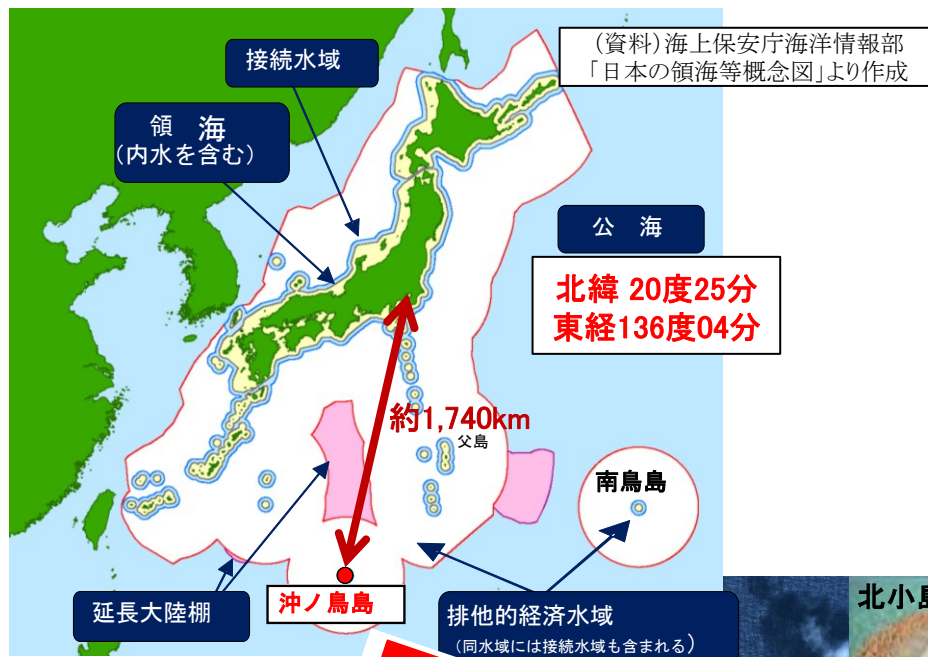 接続水域
(資料)海上保安庁海洋情報部
「日本の領海等概念図」より作成
領　海
(内水を含む)
公　海
北緯 20度25分
東経136度04分
約1,740km
父島
南鳥島
延長大陸棚
沖ノ鳥島
排他的経済水域
(同水域には接続水域も含まれる)
北小島